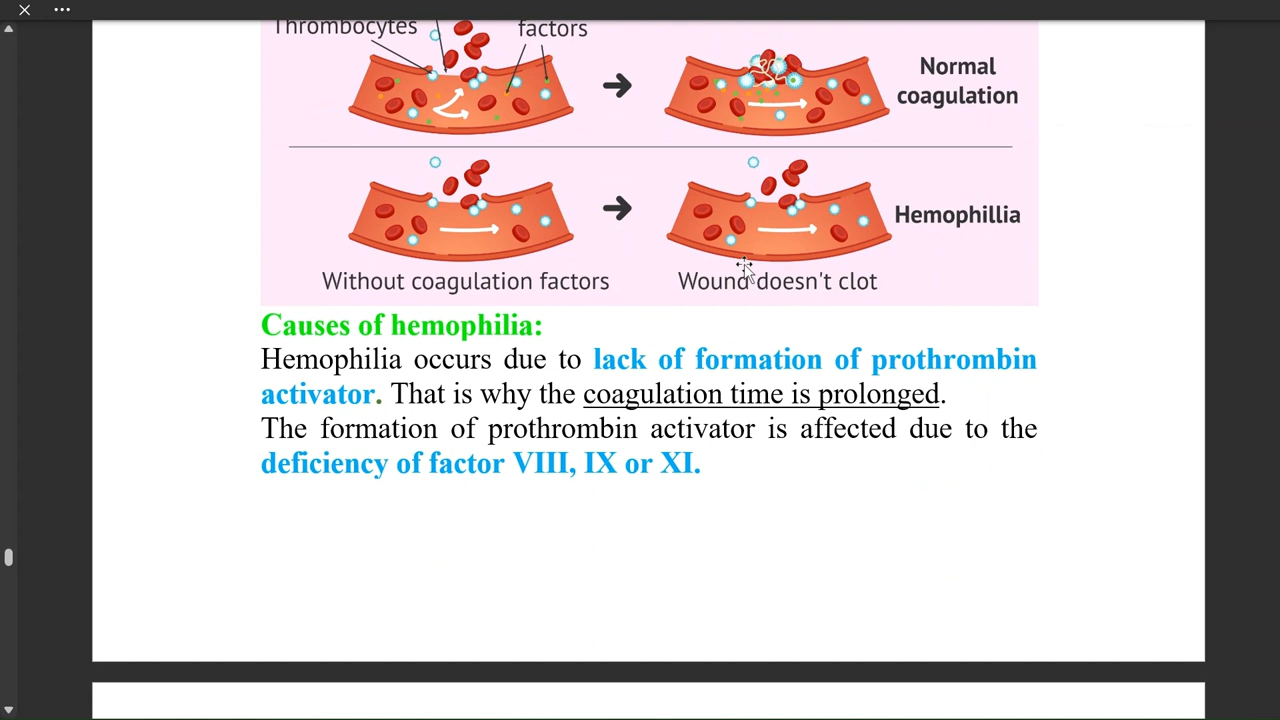 Thrombocytes
factors
Normal
coagulation
Hemophillia
Without coagulation factors
Wound doesn't clot
Causes of hemophilia:
Hemophilia occurs due to lack of formation of prothrombin
activator. That is why the coagulation time is prolonged.
The formation of prothrombin activator is affected due to the
deficiency of factor VIII, IX or XI.